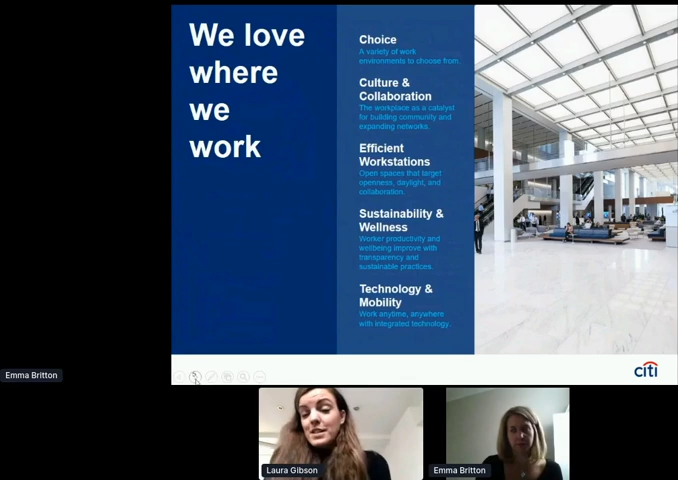 We love
where
we
work
Choice
A variety of work
environments to choose from.
Culture &
Collaboration
The workplace as a catalyst
for building community and
expanding networks.
Efficient
Workstations
Open spaces that target
openness, daylight, and
collaboration.
Sustainability &
Wellness
Worker productivity and
wellbeing improve with
transparency and
sustainable practices.
Technology &
Mobility
Work anytime, anywhere
with integrated technology.
citi
Emma Britton
Laura Gibson
Emma Britton